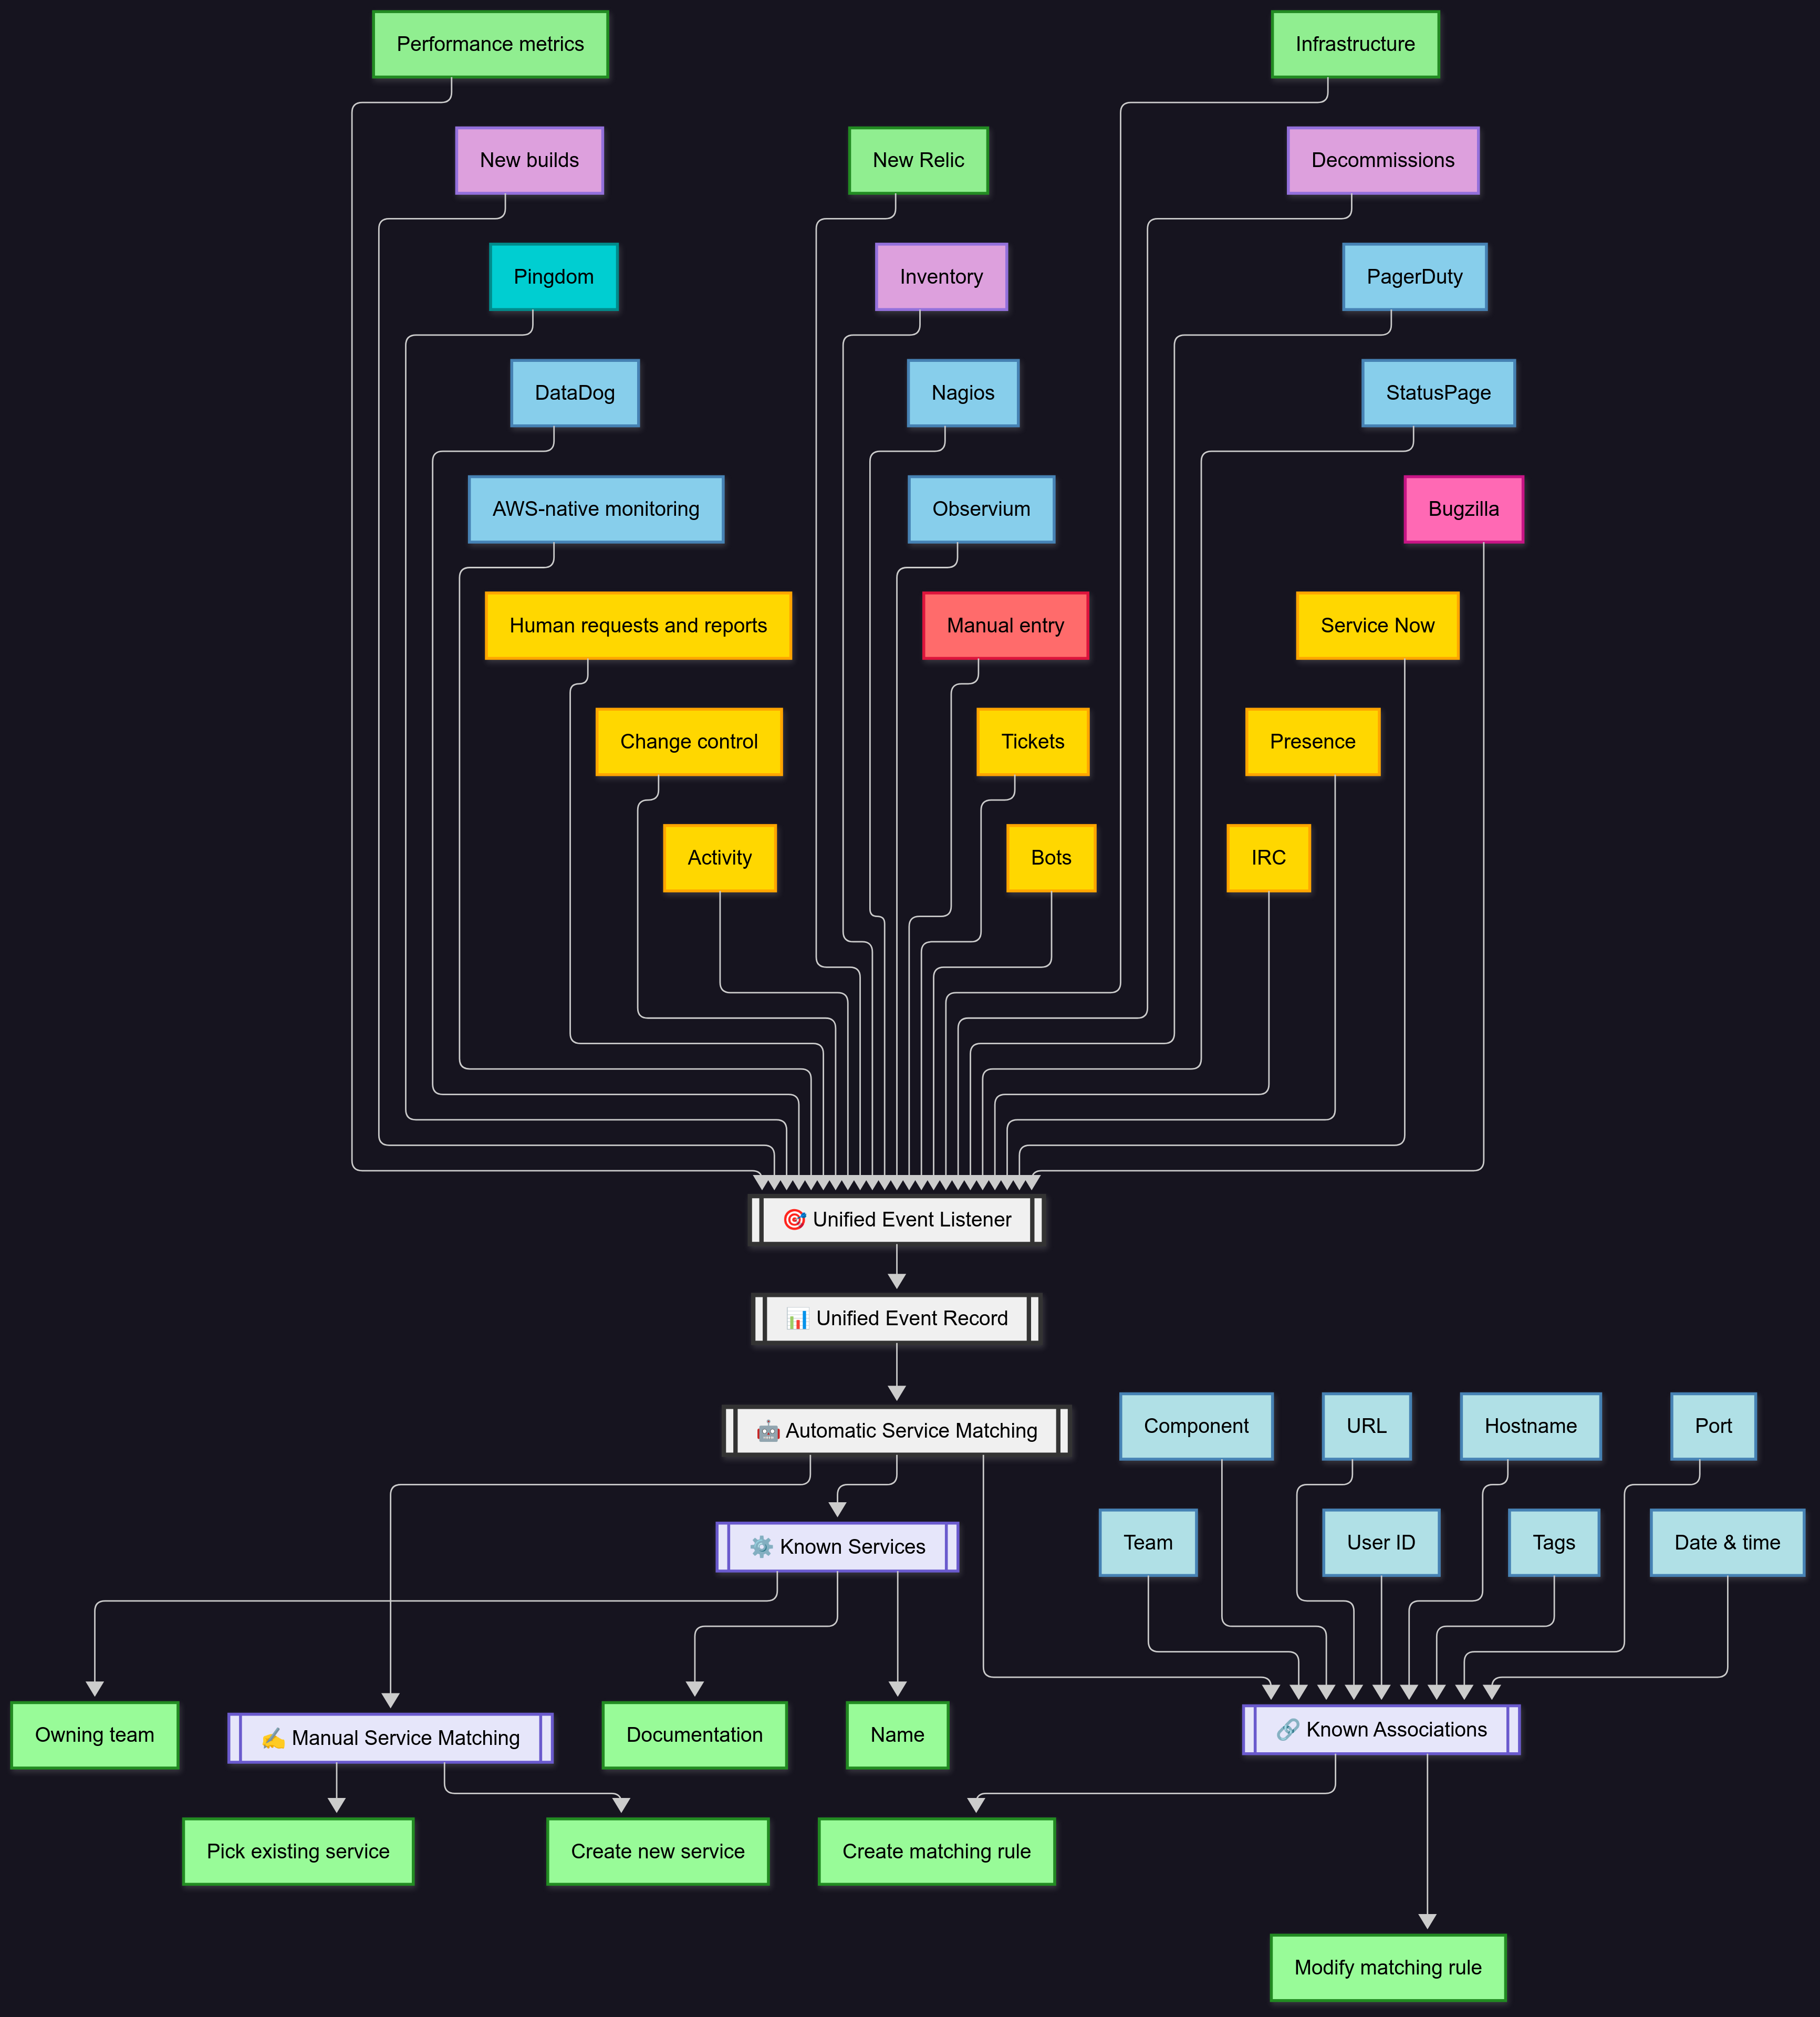 Performance metrics
Infrastructure
New builds
New Relic
Decommissions
Pingdom
Inventory
PagerDuty
DataDog
Nagios
StatusPage
AWS-native monitoring
Observium
Bugzilla
Human requests and reports
Manual entry
Service Now
Change control
Tickets
Presence
Activity
Bots
IRC
🎯 Unified Event Listener
📊 Unified Event Record
🤖 Automatic Service Matching
Component
URL
Hostname
Port
⚙️ Known Services
Team
User ID
Tags
Date & time
Owning team
✍️ Manual Service Matching
Documentation
Name
🔗 Known Associations
Pick existing service
Create new service
Create matching rule
Modify matching rule